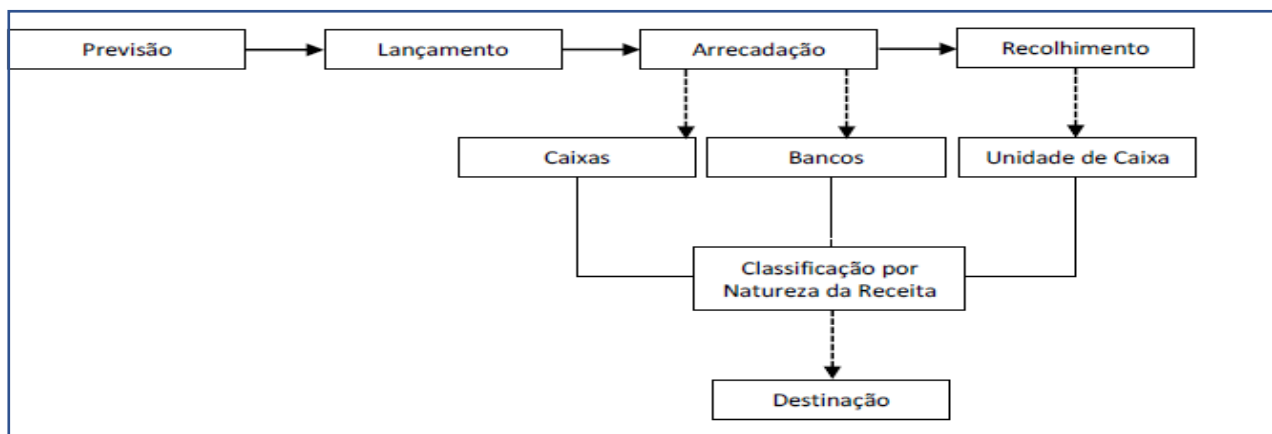 Previsão
Lançamento
Arrecadação
Recolhimento
Caixas
Bancos
Unidade de Caixa
Classificação por
Natureza da Receita
Destinação